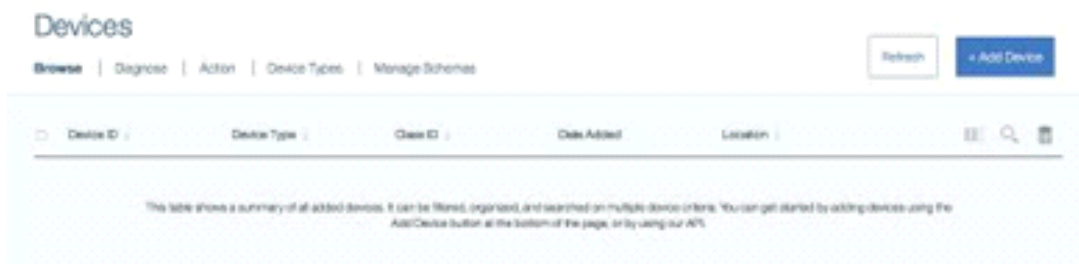 Devices
Browse | Diagnose | Action | Device Types | Manage Schemas
Refresh
+ Add Device
Device ID Device Type Class ID Date Added Location
This table shows a summary of all added devices. It can be filtered, organized, and searched on multiple device criteria. You can get started by adding devices using the
Add Device button at the bottom of the page, or by using our API.